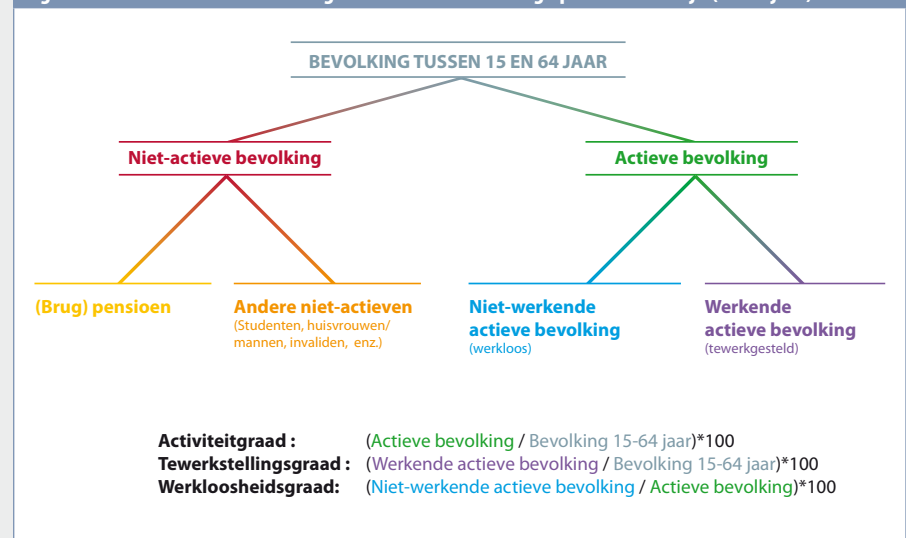 BEVOLKING TUSSEN 15 EN 64 JAAR
Niet-actieve bevolking
Actieve bevolking
(Brug) pensioen
Andere niet-actieven
(Studenten, huisvrouwen/
mannen, invaliden, enz.)
Niet-werkende
actieve bevolking
(werkloos)
Werkende
actieve bevolking
(tewerkgesteld)
Activiteitgraad : (Actieve bevolking / Bevolking 15-64 jaar)*100
Tewerkstellingsgraad : (Werkende actieve bevolking / Bevolking 15-64 jaar)*100
Werkloosheidsgraad: (Niet-werkende actieve bevolking / Actieve bevolking)*100